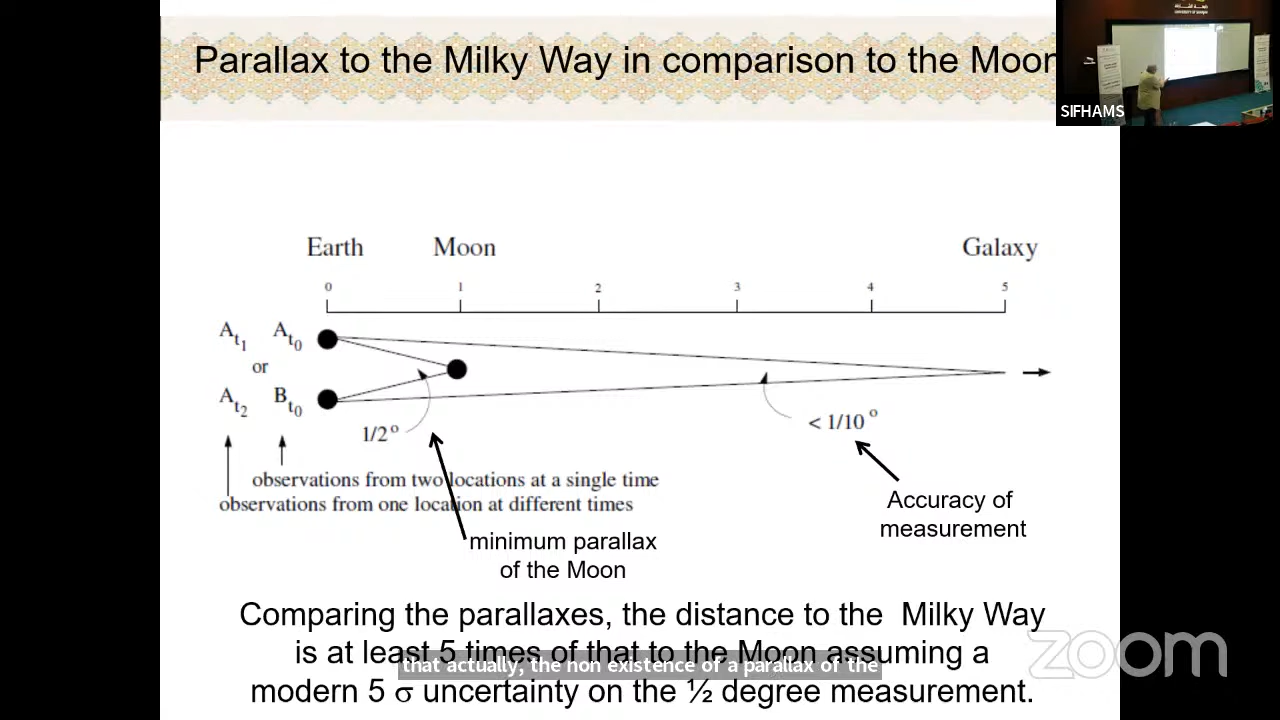 Parallax to the Milky Way in comparison to the Moon
SIFHAMS
Earth Moon Galaxy
0 1 2 3 4 5
At1 At0
or
At2 Bt0
1/2 o
< 1/10 o
observations from two locations at a single time
observations from one location at different times
Accuracy of
measurement
minimum parallax
of the Moon
Comparing the parallaxes, the distance to the Milky Way
is at least 5 times of that to the Moon assuming a
that actually, the non existence of a parallax of the
modern 5 σ uncertainty on the ½ degree measurement.
zoom